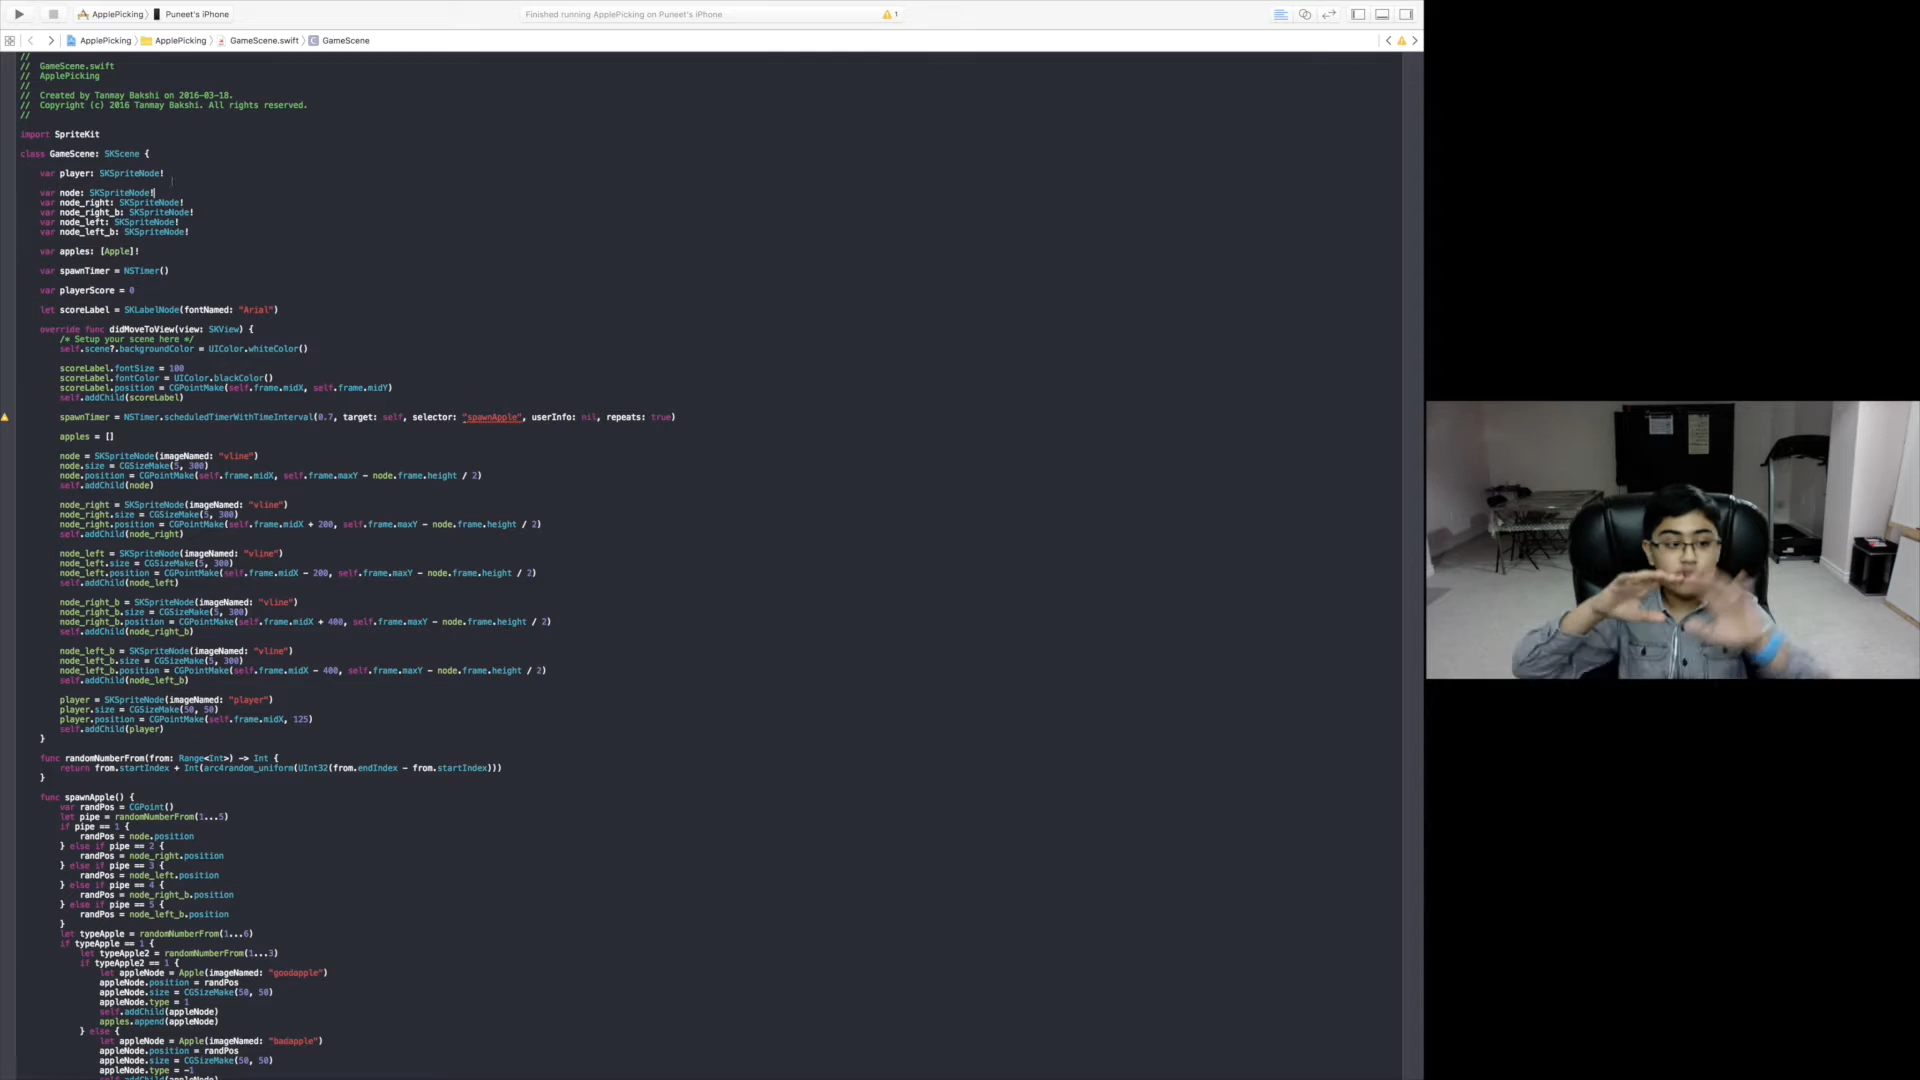 ApplePicking Puneet's iPhone Finished running ApplePicking on Puneet's iPhone 1
ApplePicking ApplePicking GameScene.swift GameScene
//
// GameScene.swift
// ApplePicking
//
// Created by Tanmay Bakshi on 2016-03-18.
// Copyright (c) 2016 Tanmay Bakshi. All rights reserved.
//
import SpriteKit
class GameScene: SKScene {
var player: SKSpriteNode!
var node: SKSpriteNode!
var node_right: SKSpriteNode!
var node_right_b: SKSpriteNode!
var node_left: SKSpriteNode!
var node_left_b: SKSpriteNode!
var apples: [Apple]!
var spawnTimer = NSTimer()
var playerScore = 0
let scoreLabel = SKLabelNode(fontNamed: "Arial")
override func didMoveToView(view: SKView) {
/* Setup your scene here */
self.scene?.backgroundColor = UIColor.whiteColor()
scoreLabel.fontSize = 100
scoreLabel.fontColor = UIColor.blackColor()
scoreLabel.position = CGPointMake(self.frame.midX, self.frame.midY)
self.addChild(scoreLabel)
spawnTimer = NSTimer.scheduledTimerWithTimeInterval(0.7, target: self, selector: "spawnApple", userInfo: nil, repeats: true)
apples = []
node = SKSpriteNode(imageNamed: "vline")
node.size = CGSizeMake(5, 300)
node.position = CGPointMake(self.frame.midX, self.frame.maxY - node.frame.height / 2)
self.addChild(node)
node_right = SKSpriteNode(imageNamed: "vline")
node_right.size = CGSizeMake(5, 300)
node_right.position = CGPointMake(self.frame.midX + 200, self.frame.maxY - node.frame.height / 2)
self.addChild(node_right)
node_left = SKSpriteNode(imageNamed: "vline")
node_left.size = CGSizeMake(5, 300)
node_left.position = CGPointMake(self.frame.midX - 200, self.frame.maxY - node.frame.height / 2)
self.addChild(node_left)
node_right_b = SKSpriteNode(imageNamed: "vline")
node_right_b.size = CGSizeMake(5, 300)
node_right_b.position = CGPointMake(self.frame.midX + 400, self.frame.maxY - node.frame.height / 2)
self.addChild(node_right_b)
node_left_b = SKSpriteNode(imageNamed: "vline")
node_left_b.size = CGSizeMake(5, 300)
node_left_b.position = CGPointMake(self.frame.midX - 400, self.frame.maxY - node.frame.height / 2)
self.addChild(node_left_b)
player = SKSpriteNode(imageNamed: "player")
player.size = CGSizeMake(50, 50)
player.position = CGPointMake(self.frame.midX, 125)
self.addChild(player)
}
func randomNumberFrom(from: Range<Int>) -> Int {
return from.startIndex + Int(arc4random_uniform(UInt32(from.endIndex - from.startIndex)))
}
func spawnApple() {
var randPos = CGPoint()
let pipe = randomNumberFrom(1...5)
if pipe == 1 {
randPos = node.position
} else if pipe == 2 {
randPos = node_right.position
} else if pipe == 3 {
randPos = node_left.position
} else if pipe == 4 {
randPos = node_right_b.position
} else if pipe == 5 {
randPos = node_left_b.position
}
let typeApple = randomNumberFrom(1...6)
if typeApple == 1 {
let typeApple2 = randomNumberFrom(1...3)
if typeApple2 == 1 {
let appleNode = Apple(imageNamed: "goodapple")
appleNode.position = randPos
appleNode.size = CGSizeMake(50, 50)
appleNode.type = 1
self.addChild(appleNode)
apples.append(appleNode)
} else {
let appleNode = Apple(imageNamed: "badapple")
appleNode.position = randPos
appleNode.size = CGSizeMake(50, 50)
appleNode.type = -1
self.addChild(appleNode)